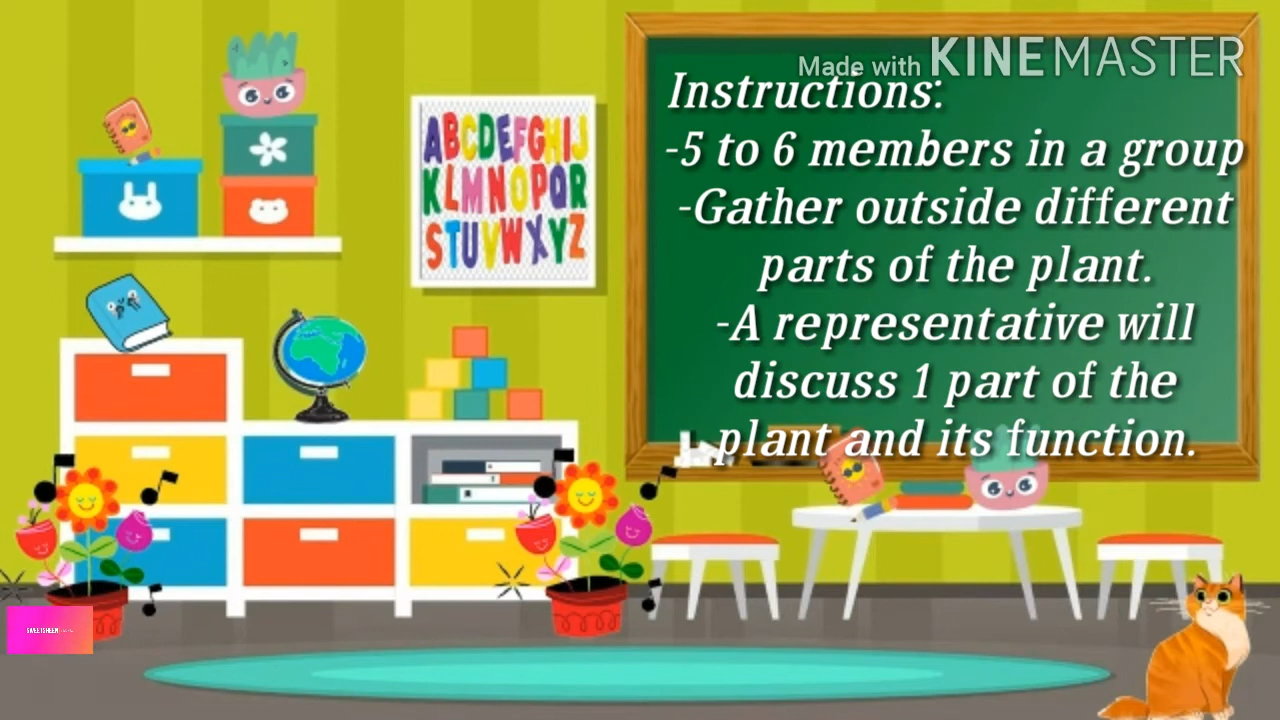 Made with KINEMASTER
Instructions:
-5 to 6 members in a group
-Gather outside different
parts of the plant.
-A representative will
discuss 1 part of the
plant and its function.
ABCDEFGHIJ
KLMNOPQR
STUVWXYZ